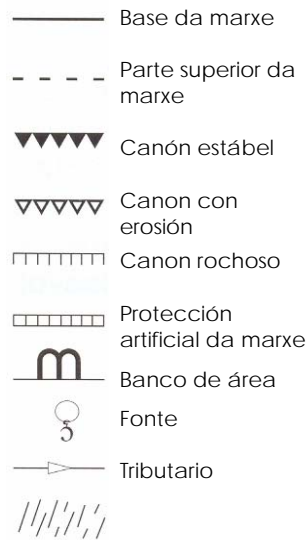 Base da marxe
Parte superior da
marxe
Canón estábel
Canon con
erosión
Canon rochoso
Protección
artificial da marxe
Banco de área
Fonte
Tributario